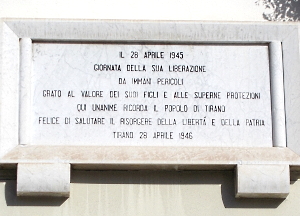 IL 28 APRILE 1945
GIORNATA DELLA SUA LIBERAZIONE
DA IMMANI PERICOLI
GRATO AL VALORE DEI SUOI FIGLI E ALLE SUPERNE PROTEZIONI
QUI UNANIME RICORDA IL POPOLO DI TIRANO
FELICE DI SALUTARE IL RISORGERE DELLA LIBERTÀ E DELLA PATRIA
TIRANO 28 APRILE 1946